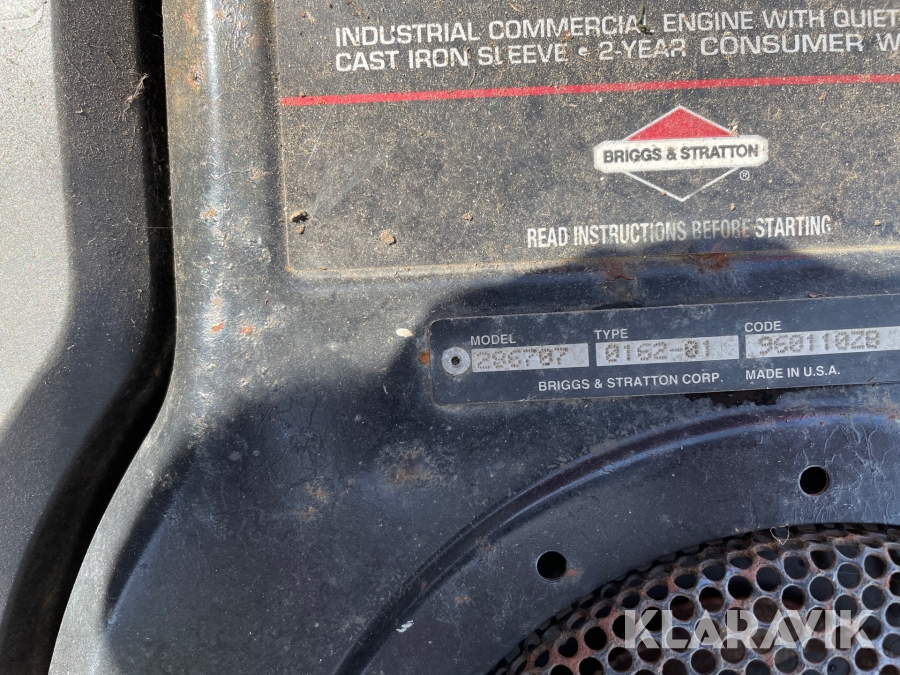 INDUSTRIAL COMMERCIAL ENGINE WITH QUIET
CAST IRON SLEEVE • 2-YEAR CONSUMER W
BRIGGS & STRATTON
®
READ INSTRUCTIONS BEFORE STARTING
MODEL TYPE CODE
286707 0162-01 960110ZB
BRIGGS & STRATTON CORP. MADE IN U.S.A.
KLARAVIK